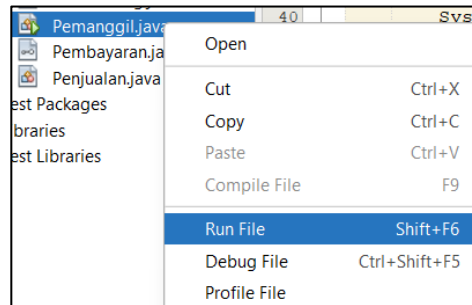 Pemanggil.java
40
Sys
Pembayaran.ja
Penjualan.java
est Packages
braries
est Libraries
Open
Cut Ctrl+X
Copy Ctrl+C
Paste Ctrl+V
Compile File F9
Run File Shift+F6
Debug File Ctrl+Shift+F5
Profile File